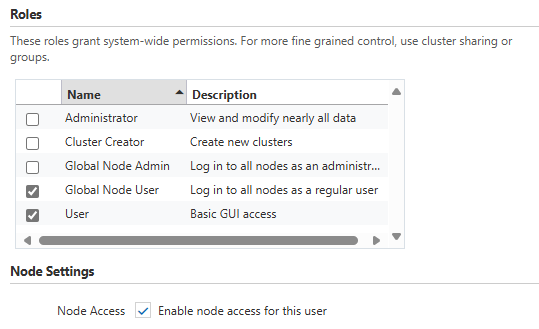 Roles
These roles grant system-wide permissions. For more fine grained control, use cluster sharing or
groups.
Name Description
Administrator View and modify nearly all data
Cluster Creator Create new clusters
Global Node Admin Log in to all nodes as an administr...
Global Node User Log in to all nodes as a regular user
User Basic GUI access
Node Settings
Node Access Enable node access for this user